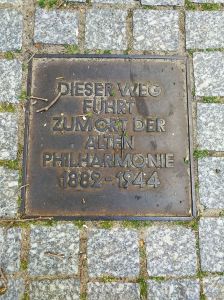 DIESER WEG
FÜHRT
ZUM ORT DER
ALTEN
PHILHARMONIE
1882-1944